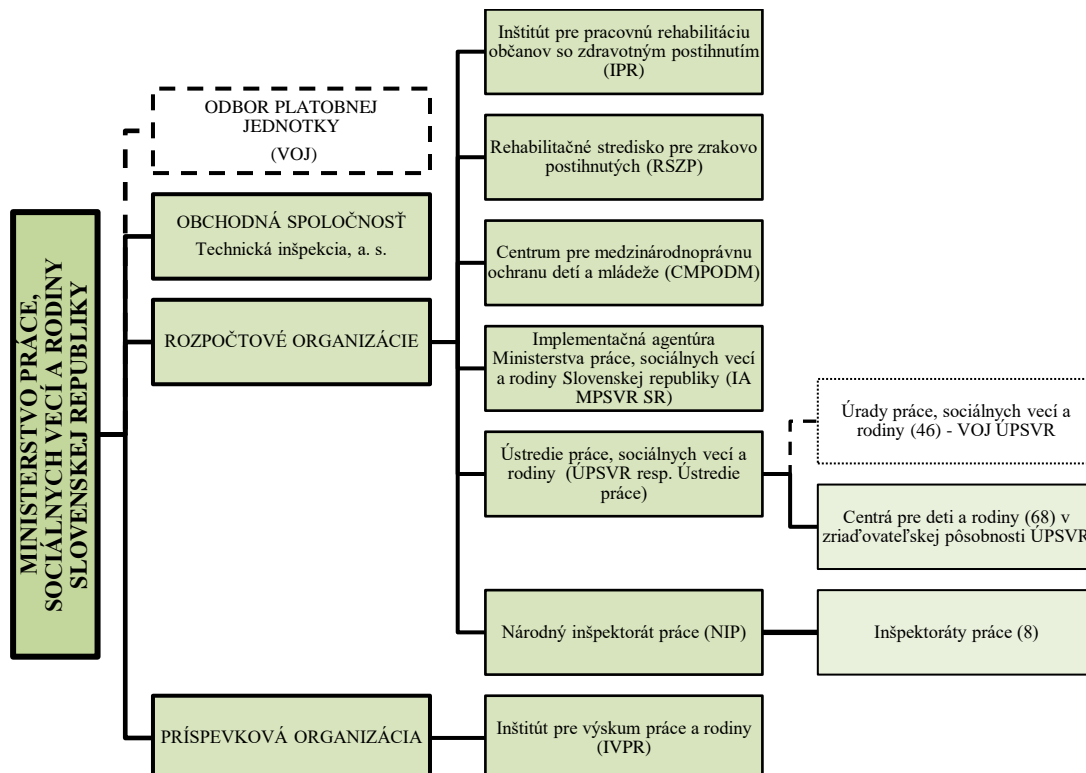 MINISTERSTVO PRÁCE,
SOCIÁLNYCH VECÍ A RODINY
SLOVENSKEJ REPUBLIKY
ODBOR PLATOBNEJ
JEDNOTKY
(VOJ)
OBCHODNÁ SPOLOČNOSŤ
Technická inšpekcia, a. s.
ROZPOČTOVÉ ORGANIZÁCIE
Inštitút pre pracovnú rehabilitáciu
občanov so zdravotným postihnutím
(IPR)
Rehabilitačné stredisko pre zrakovo
postihnutých (RSZP)
Centrum pre medzinárodnoprávnu
ochranu detí a mládeže (CMPODM)
Implementačná agentúra
Ministerstva práce, sociálnych vecí
a rodiny Slovenskej republiky (IA
MPSVR SR)
Ústredie práce, sociálnych vecí a
rodiny (ÚPSVR resp. Ústredie
práce)
Úrady práce, sociálnych vecí a
rodiny (46) - VOJ ÚPSVR
Centrá pre deti a rodiny (68) v
zriaďovateľskej pôsobnosti ÚPSVR
Národný inšpektorát práce (NIP)
Inšpektoráty práce (8)
PRÍSPEVKOVÁ ORGANIZÁCIA
Inštitút pre výskum práce a rodiny
(IVPR)